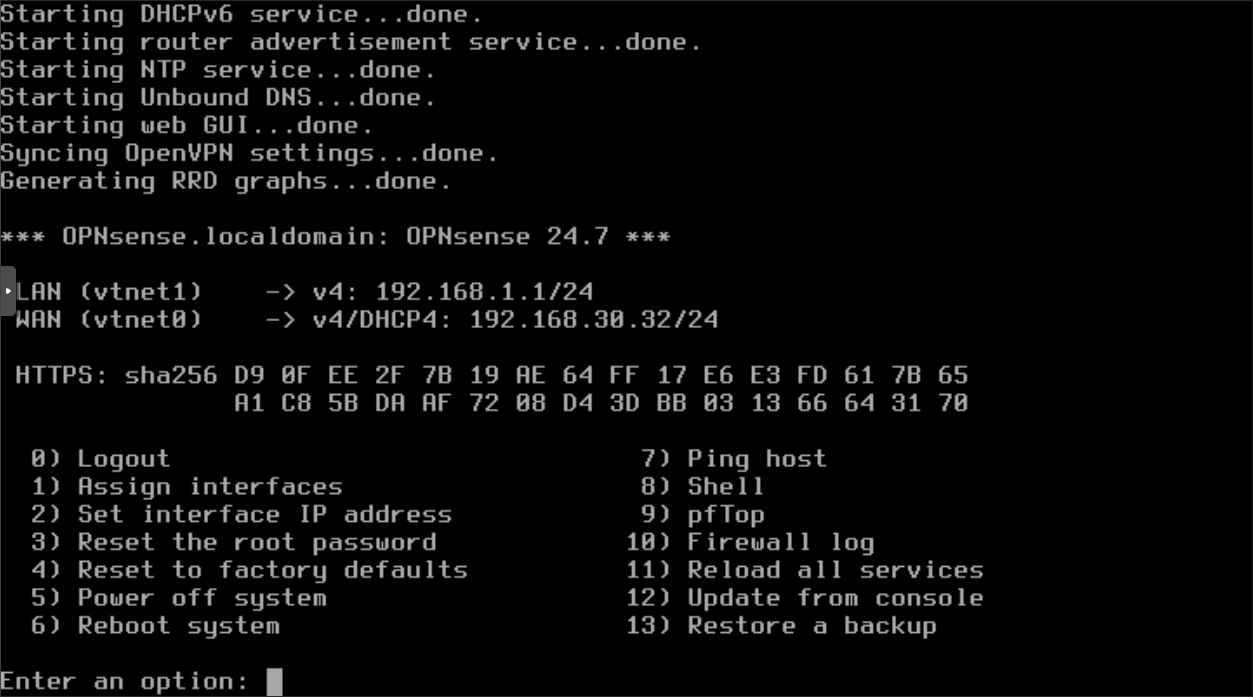 Starting DHCPv6 service...done.
Starting router advertisement service...done.
Starting NTP service...done.
Starting Unbound DNS...done.
Starting web GUI...done.
Syncing OpenVPN settings...done.
Generating RRD graphs...done.
*** OPNsense.localdomain: OPNsense 24.7 ***
LAN (vtnet1)    -> v4: 192.168.1.1/24
WAN (vtnet0)    -> v4/DHCP4: 192.168.30.32/24
HTTPS: sha256 D9 0F EE 2F 7B 19 AE 64 FF 17 E6 E3 FD 61 7B 65
A1 C8 5B DA AF 72 08 D4 3D BB 03 13 66 64 31 70
0) Logout                              7) Ping host
1) Assign interfaces                   8) Shell
2) Set interface IP address            9) pfTop
3) Reset the root password            10) Firewall log
4) Reset to factory defaults          11) Reload all services
5) Power off system                   12) Update from console
6) Reboot system                      13) Restore a backup
Enter an option: